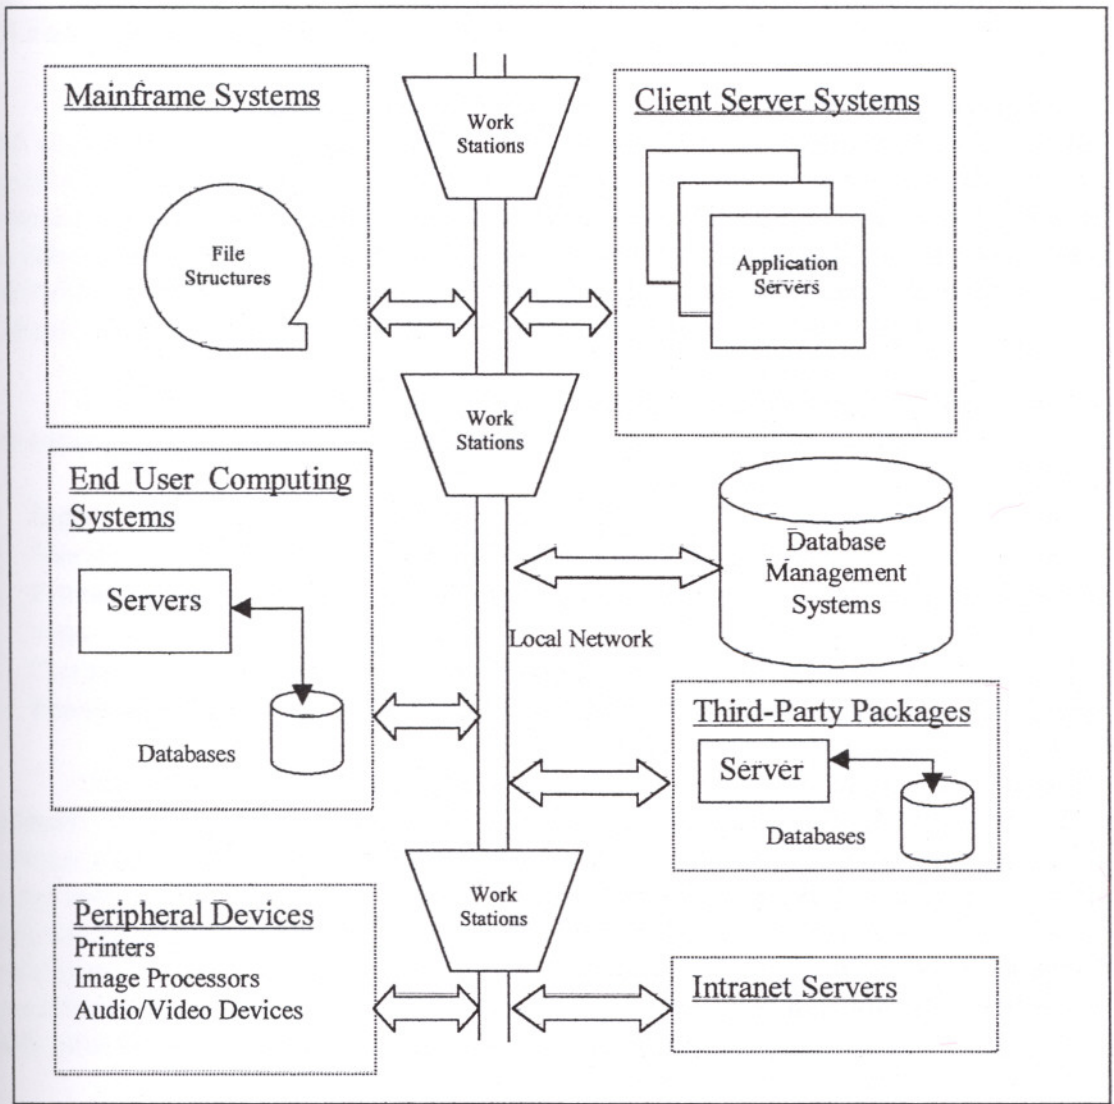 Mainframe Systems
File
Structures
Work
Stations
Client Server Systems
Application
Servers
Work
Stations
End User Computing
Systems
Servers
Databases
Database
Management
Systems
Local Network
Third-Party Packages
Server
Databases
Work
Stations
Peripheral Devices
Printers
Image Processors
Audio/Video Devices
Intranet Servers